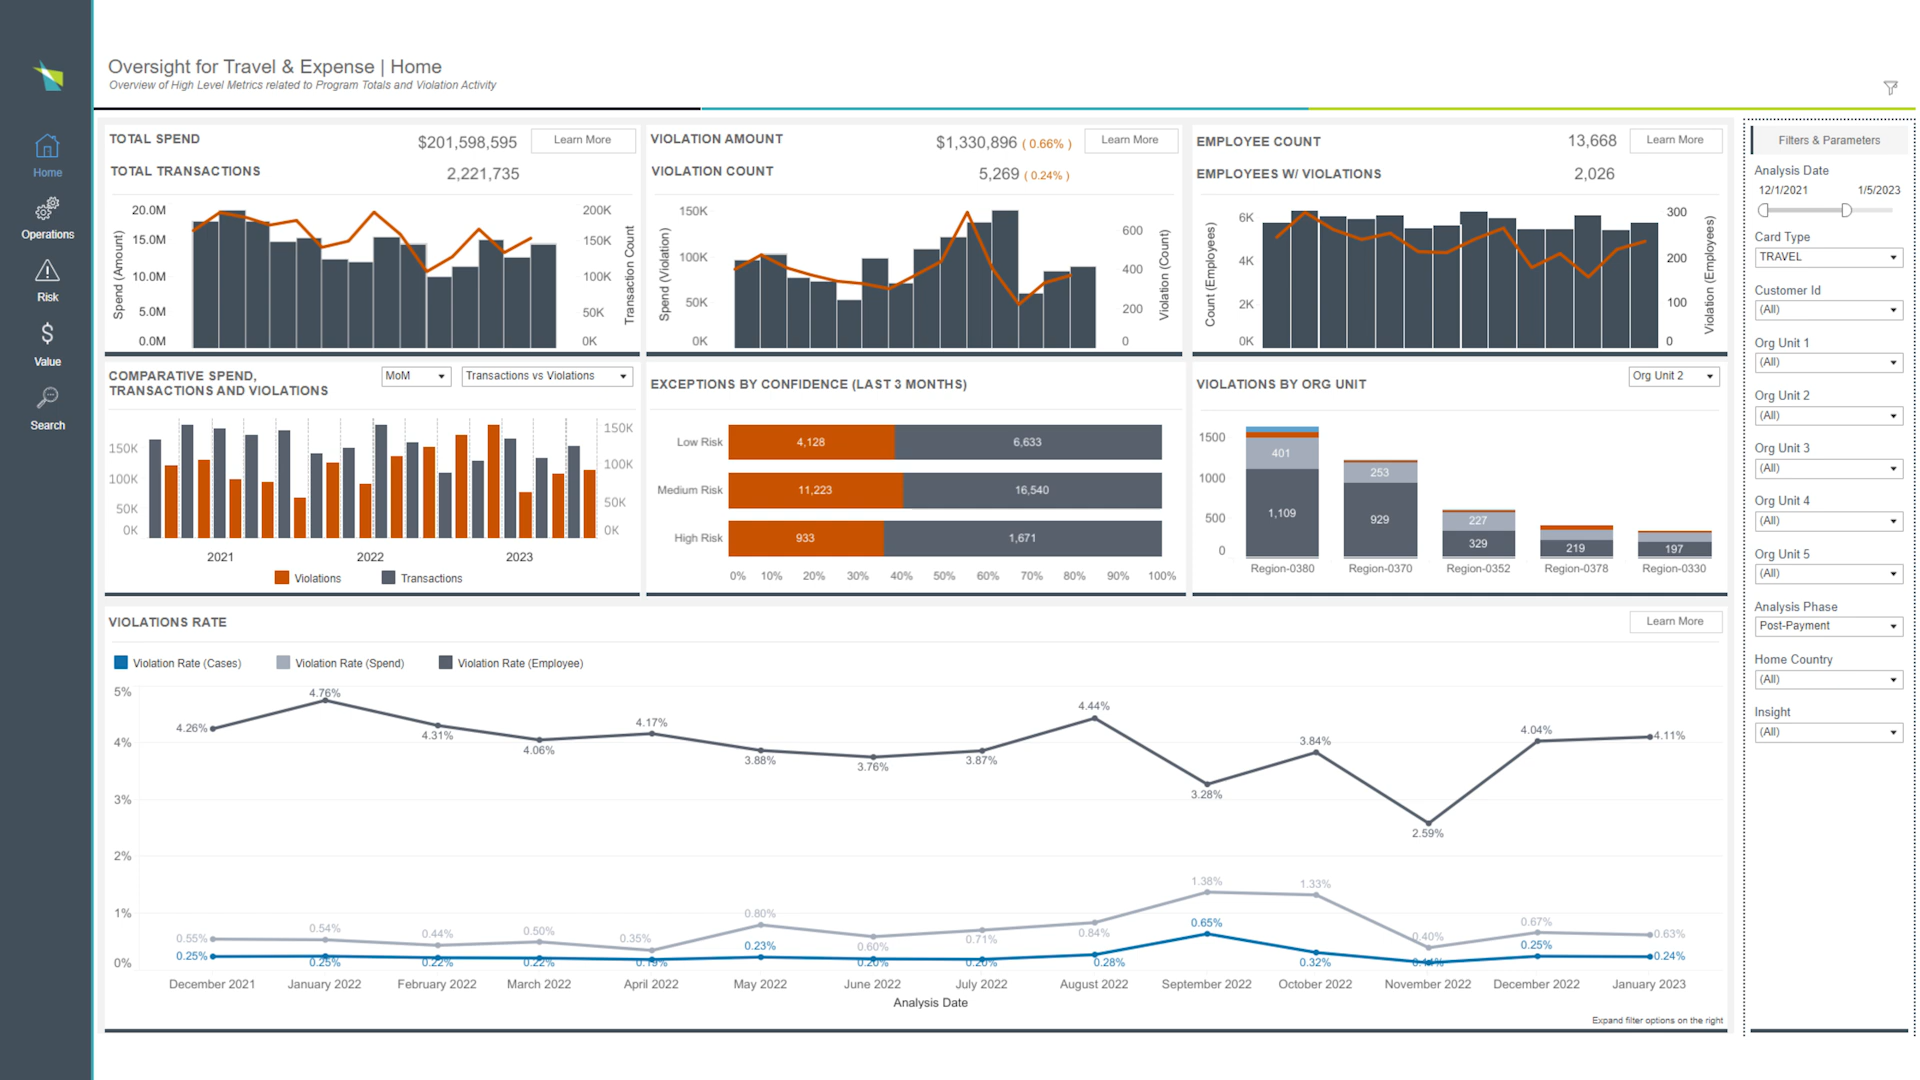 Oversight for Travel & Expense | Home
Overview of High Level Metrics related to Program Totals and Violation Activity
Home
Operations
Risk
Value
Search
TOTAL SPEND $201,598,595 Learn More
TOTAL TRANSACTIONS 2,221,735
Spend (Amount)
20.0M
15.0M
10.0M
5.0M
0.0M
200K
150K
100K
50K
0K
Transaction Count
VIOLATION AMOUNT $1,330,896 ( 0.66% ) Learn More
VIOLATION COUNT 5,269 ( 0.24% )
Spend (Violation)
150K
100K
50K
0K
600
400
200
0
Violation (Count)
EMPLOYEE COUNT 13,668 Learn More
EMPLOYEES W/ VIOLATIONS 2,026
Count (Employees)
6K
4K
2K
0K
300
200
100
0
Violation (Employees)
COMPARATIVE SPEND,
TRANSACTIONS AND VIOLATIONS
MoM
Transactions vs Violations
150K
100K
50K
0K
150K
100K
50K
0K
2021 2022 2023
Violations Transactions
EXCEPTIONS BY CONFIDENCE (LAST 3 MONTHS)
Low Risk 4,128 6,633
Medium Risk 11,223 16,540
High Risk 933 1,671
0% 10% 20% 30% 40% 50% 60% 70% 80% 90% 100%
VIOLATIONS BY ORG UNIT
Org Unit 2
1500
1000
500
0
401
1,109
253
929
227
329
219
197
Region-0380 Region-0370 Region-0352 Region-0378 Region-0330
VIOLATIONS RATE Learn More
Violation Rate (Cases) Violation Rate (Spend) Violation Rate (Employee)
5%
4%
3%
2%
1%
0%
4.26% 4.76% 4.31% 4.06% 4.17% 3.88% 3.76% 3.87% 4.44% 3.28% 3.84% 2.59% 4.04% 4.11%
0.55% 0.54% 0.44% 0.50% 0.35% 0.80% 0.60% 0.71% 0.84% 1.38% 1.33% 0.40% 0.67% 0.63%
0.25% 0.25% 0.22% 0.22% 0.19% 0.23% 0.20% 0.20% 0.28% 0.65% 0.32% 0.25% 0.24%
December 2021 January 2022 February 2022 March 2022 April 2022 May 2022 June 2022 July 2022 August 2022 September 2022 October 2022 November 2022 December 2022 January 2023
Analysis Date
Expand filter options on the right
Filters & Parameters
Analysis Date
12/1/2021 1/5/2023
Card Type
TRAVEL
Customer Id
(All)
Org Unit 1
(All)
Org Unit 2
(All)
Org Unit 3
(All)
Org Unit 4
(All)
Org Unit 5
(All)
Analysis Phase
Post-Payment
Home Country
(All)
Insight
(All)